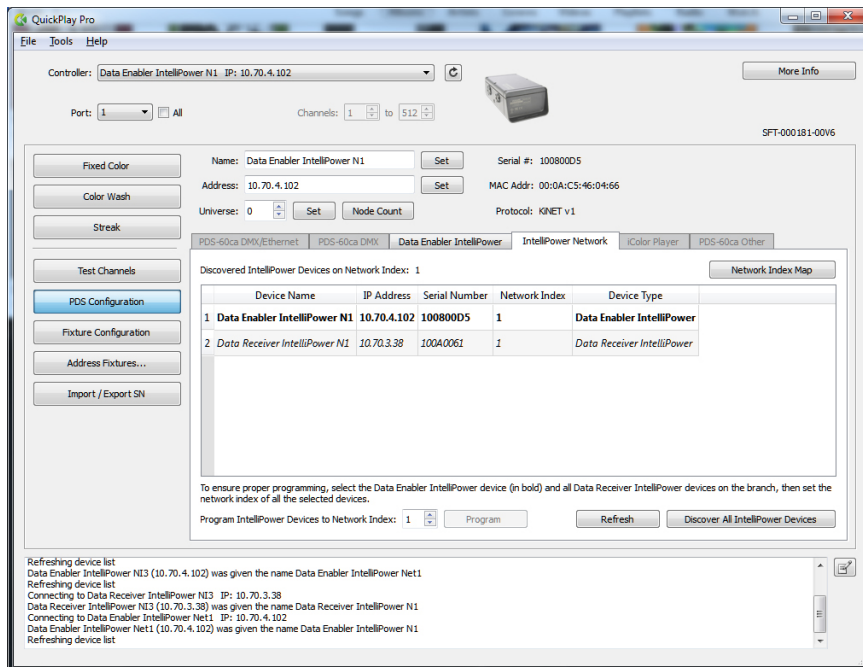 QuickPlay Pro
File Tools Help
Controller: Data Enabler IntelliPower N1 IP: 10.70.4.102
More Info
Port: 1 All Channels: 1 to 512
SFT-000181-00V6
Fixed Color
Color Wash
Streak
Test Channels
PDS Configuration
Fixture Configuration
Address Fixtures...
Import / Export SN
Name: Data Enabler IntelliPower N1 Set Serial #: 100800D5
Address: 10.70.4.102 Set MAC Addr: 00:0A:C5:46:04:66
Universe: 0 Set Node Count Protocol: KiNET v1
PDS-60ca DMX/Ethernet PDS-60ca DMX Data Enabler IntelliPower IntelliPower Network iColor Player PDS-60ca Other
Discovered IntelliPower Devices on Network Index: 1 Network Index Map
Device Name IP Address Serial Number Network Index Device Type
1 Data Enabler IntelliPower N1 10.70.4.102 100800D5 1 Data Enabler IntelliPower
2 Data Receiver IntelliPower N1 10.70.3.38 100A0061 1 Data Receiver IntelliPower
To ensure proper programming, select the Data Enabler IntelliPower device (in bold) and all Data Receiver IntelliPower devices on the branch, then set the
network index of all the selected devices.
Program IntelliPower Devices to Network Index: 1 Program Refresh Discover All IntelliPower Devices
Refreshing device list
Data Enabler IntelliPower NI3 (10.70.4.102) was given the name Data Enabler IntelliPower Net1
Refreshing device list
Connecting to Data Receiver IntelliPower NI3 IP: 10.70.3.38
Data Receiver IntelliPower NI3 (10.70.3.38) was given the name Data Receiver IntelliPower N1
Connecting to Data Enabler IntelliPower Net1 IP: 10.70.4.102
Data Enabler IntelliPower Net1 (10.70.4.102) was given the name Data Enabler IntelliPower N1
Refreshing device list